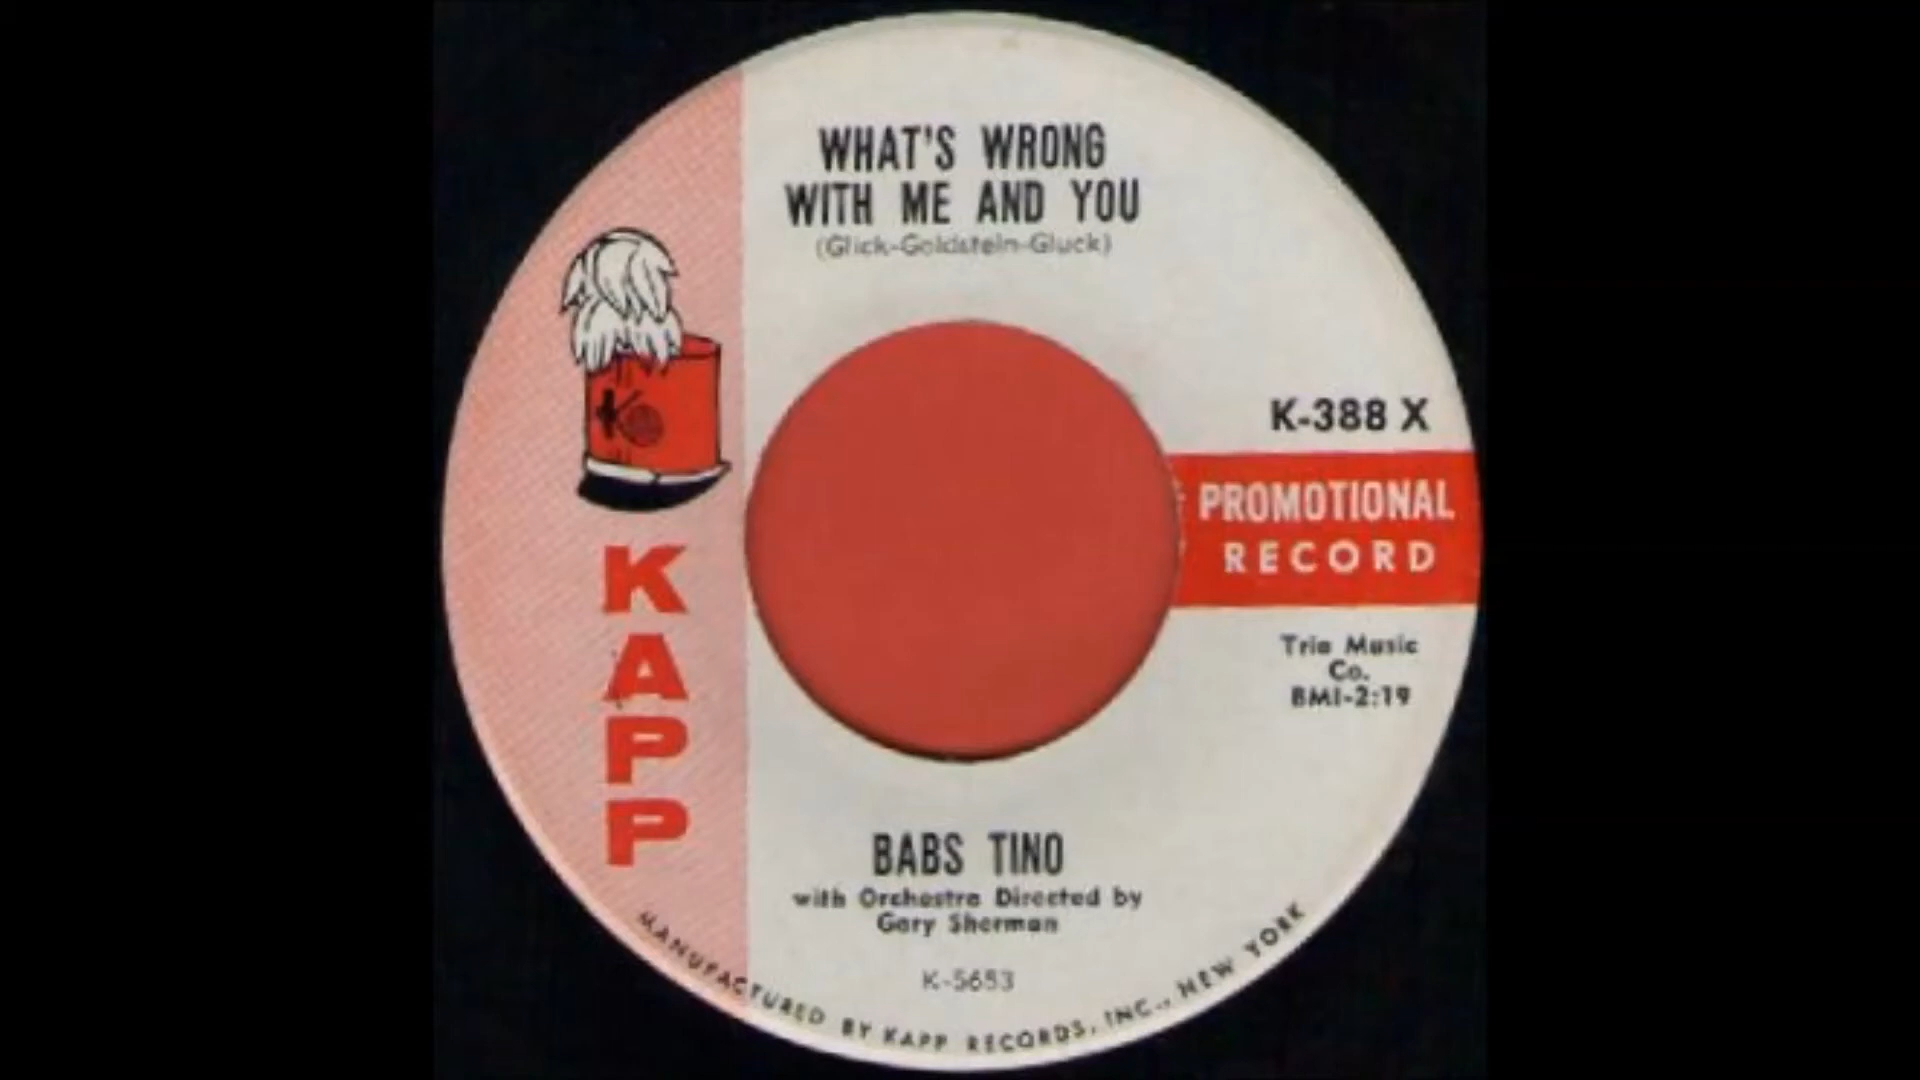 WHAT'S WRONG
WITH ME AND YOU
(Glick-Goldstein-Gluck)
K-388 X
PROMOTIONAL
RECORD
Trio Music
Co.
BMI-2:19
K
KAPP
BABS TINO
with Orchestra Directed by
Gary Sherman
K-5653
MANUFACTURED BY KAPP RECORDS, INC., NEW YORK